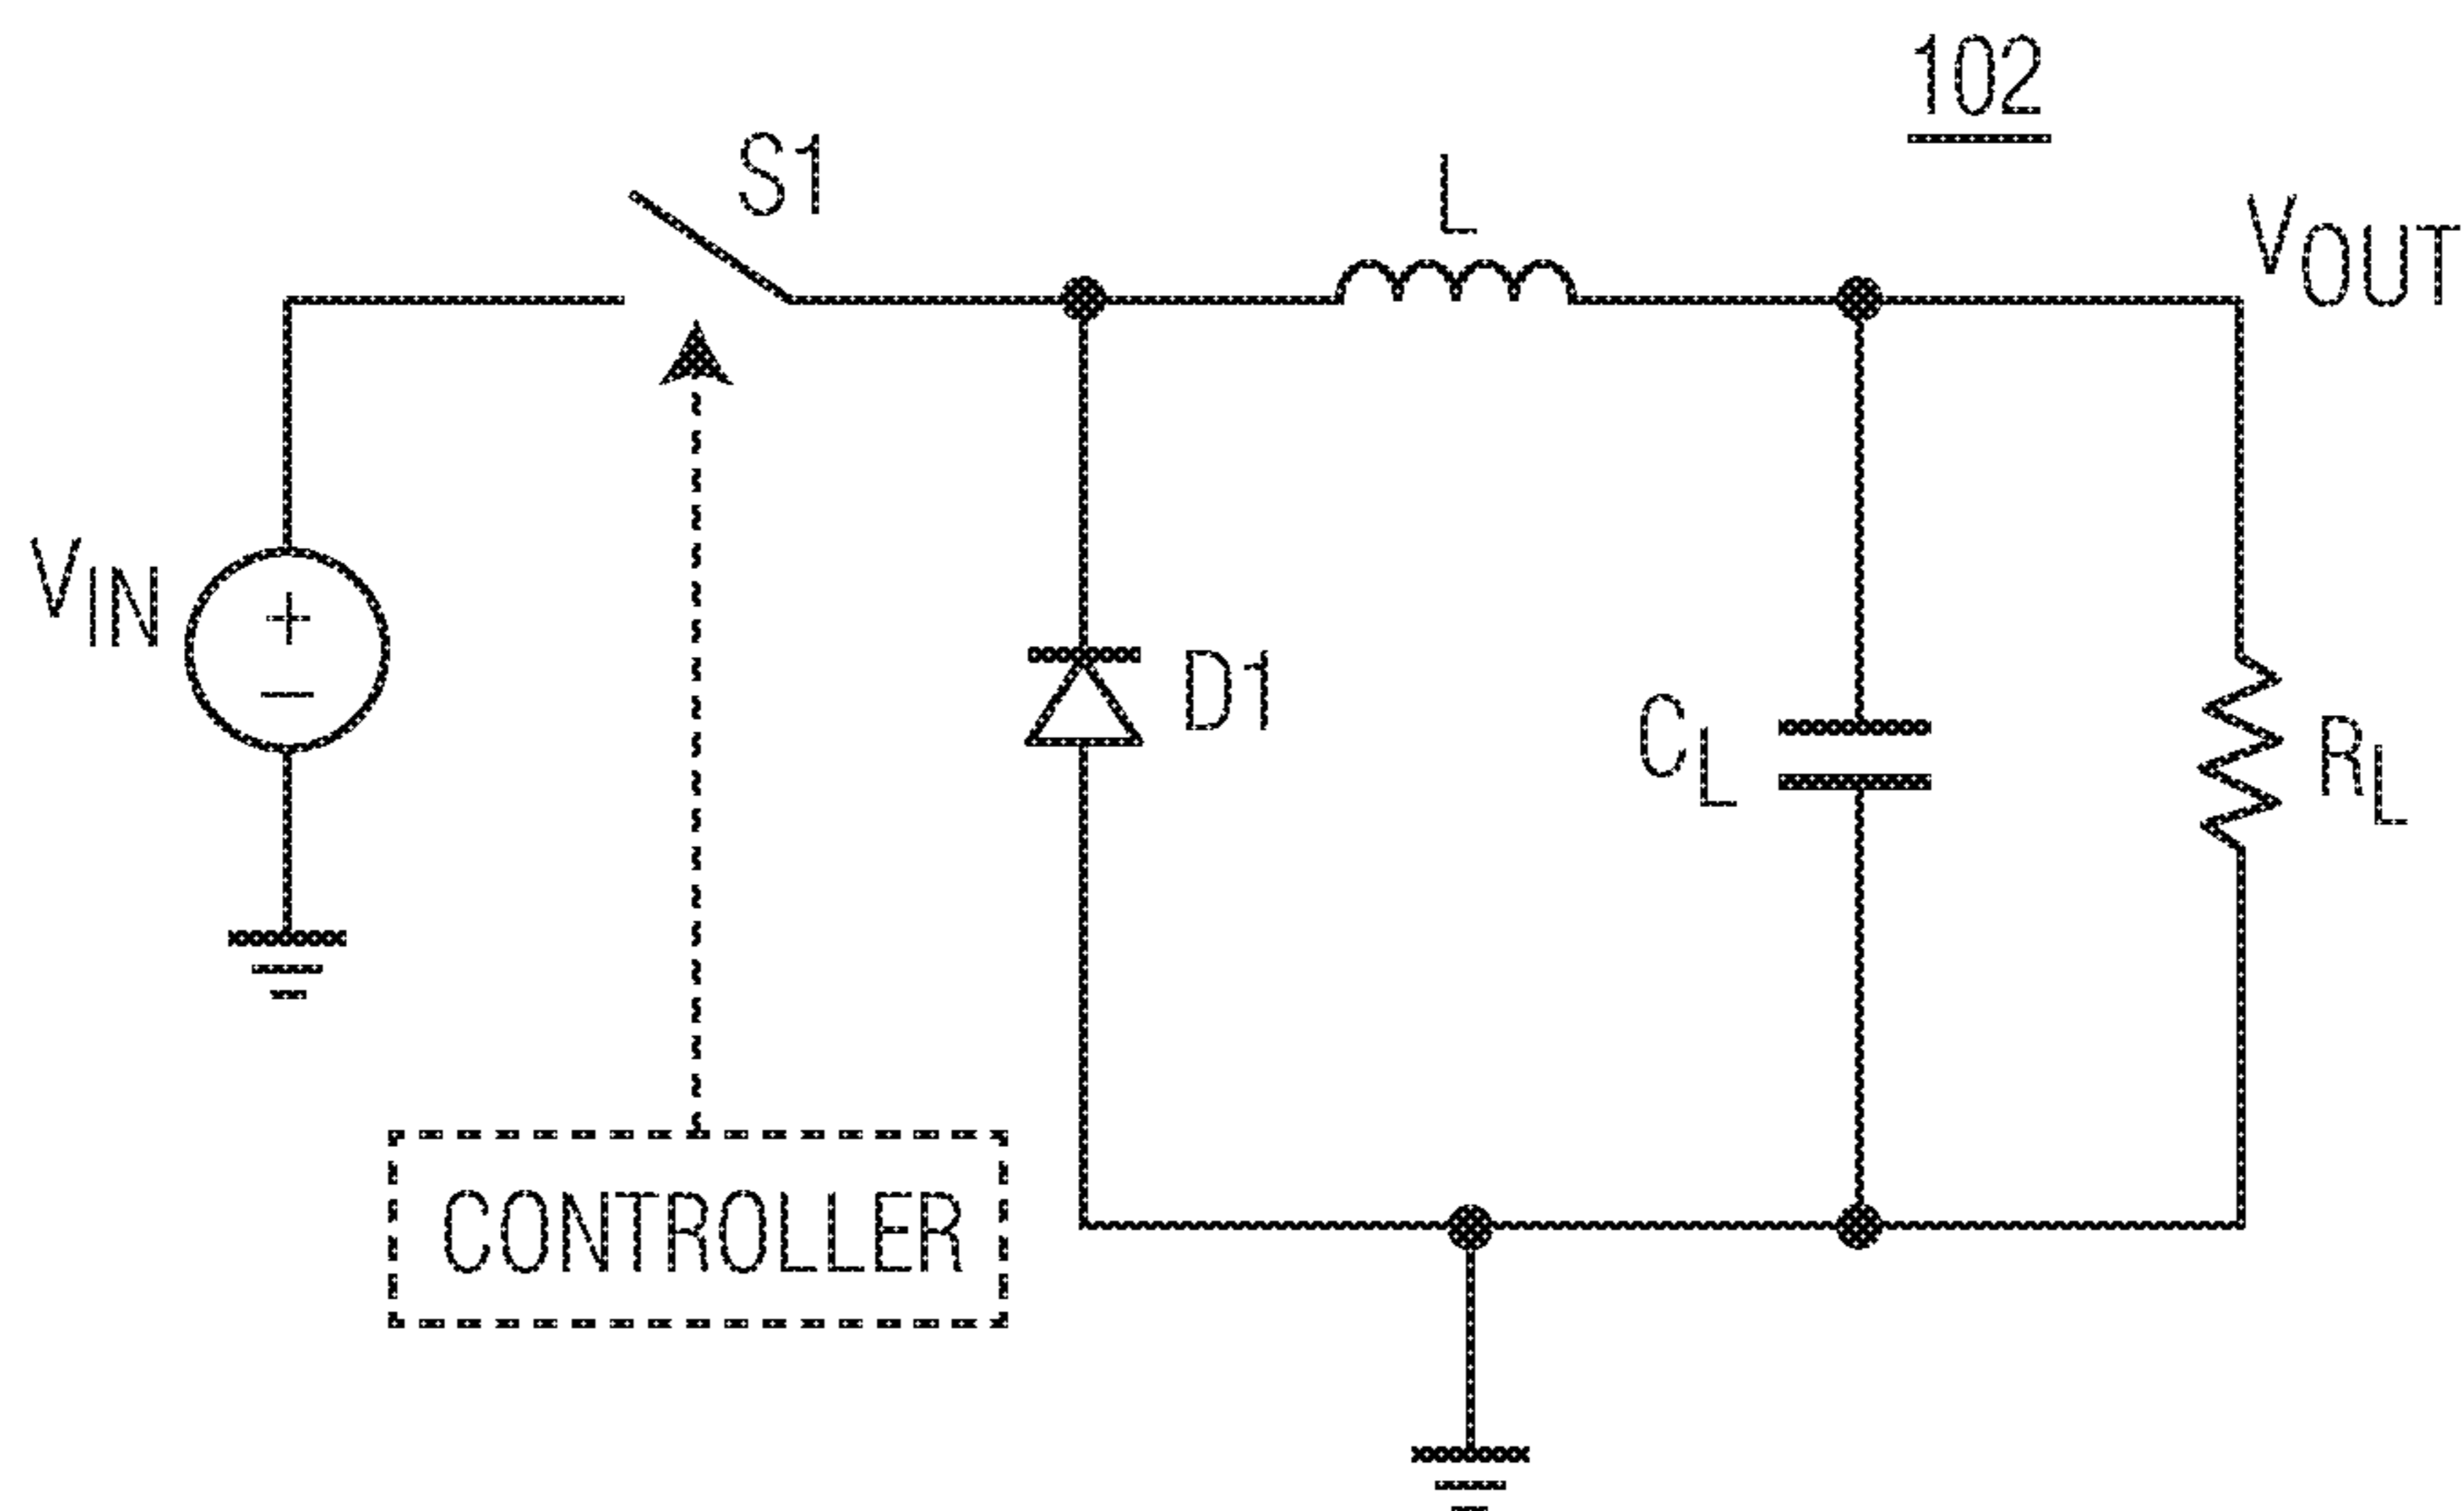 102
S1
L
VOUT
VIN
+
−
D1
CL
RL
CONTROLLER